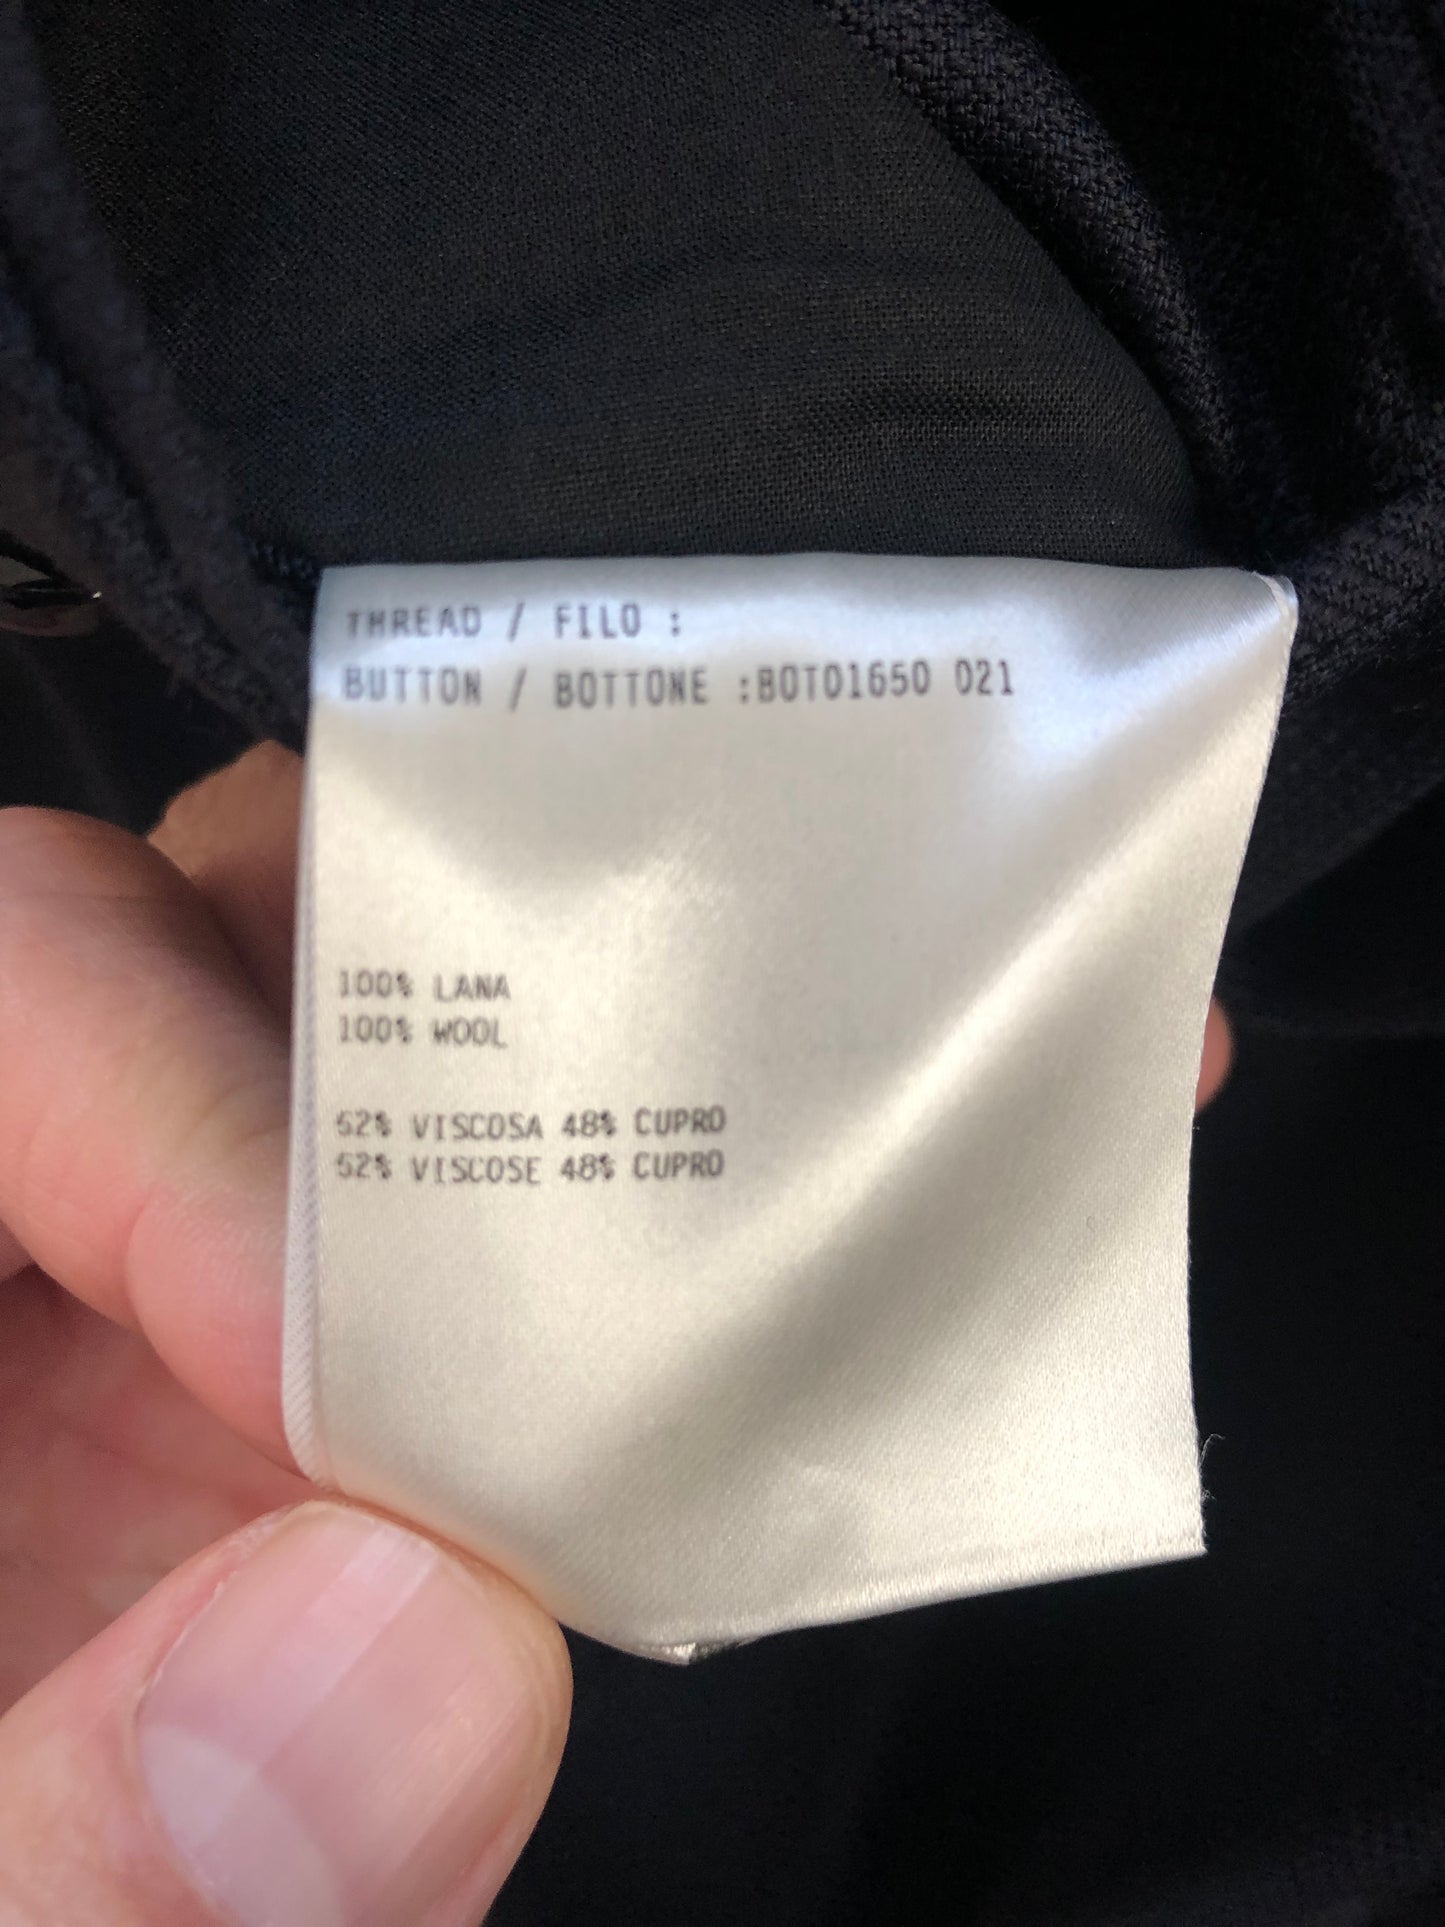 THREAD / FILO :
BUTTON / BOTTONE :BOT01650 021
100% LANA
100% WOOL
52% VISCOSA 48% CUPRO
52% VISCOSE 48% CUPRO